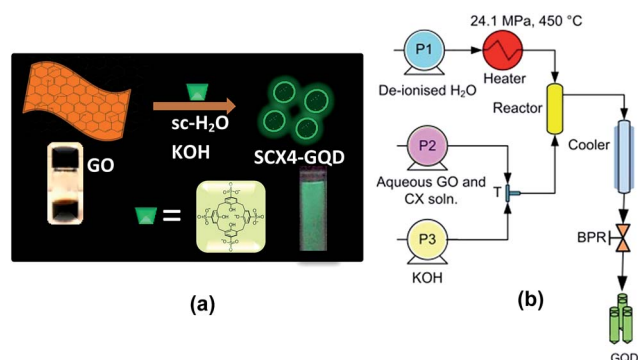 GO
sc-H₂O
KOH
SCX4-GQD
=
(a)
24.1 MPa, 450 °C
P1
Heater
De-ionised H₂O
Reactor
Cooler
P2
Aqueous GO and
CX soln.
T
P3
KOH
BPR
GQD
(b)